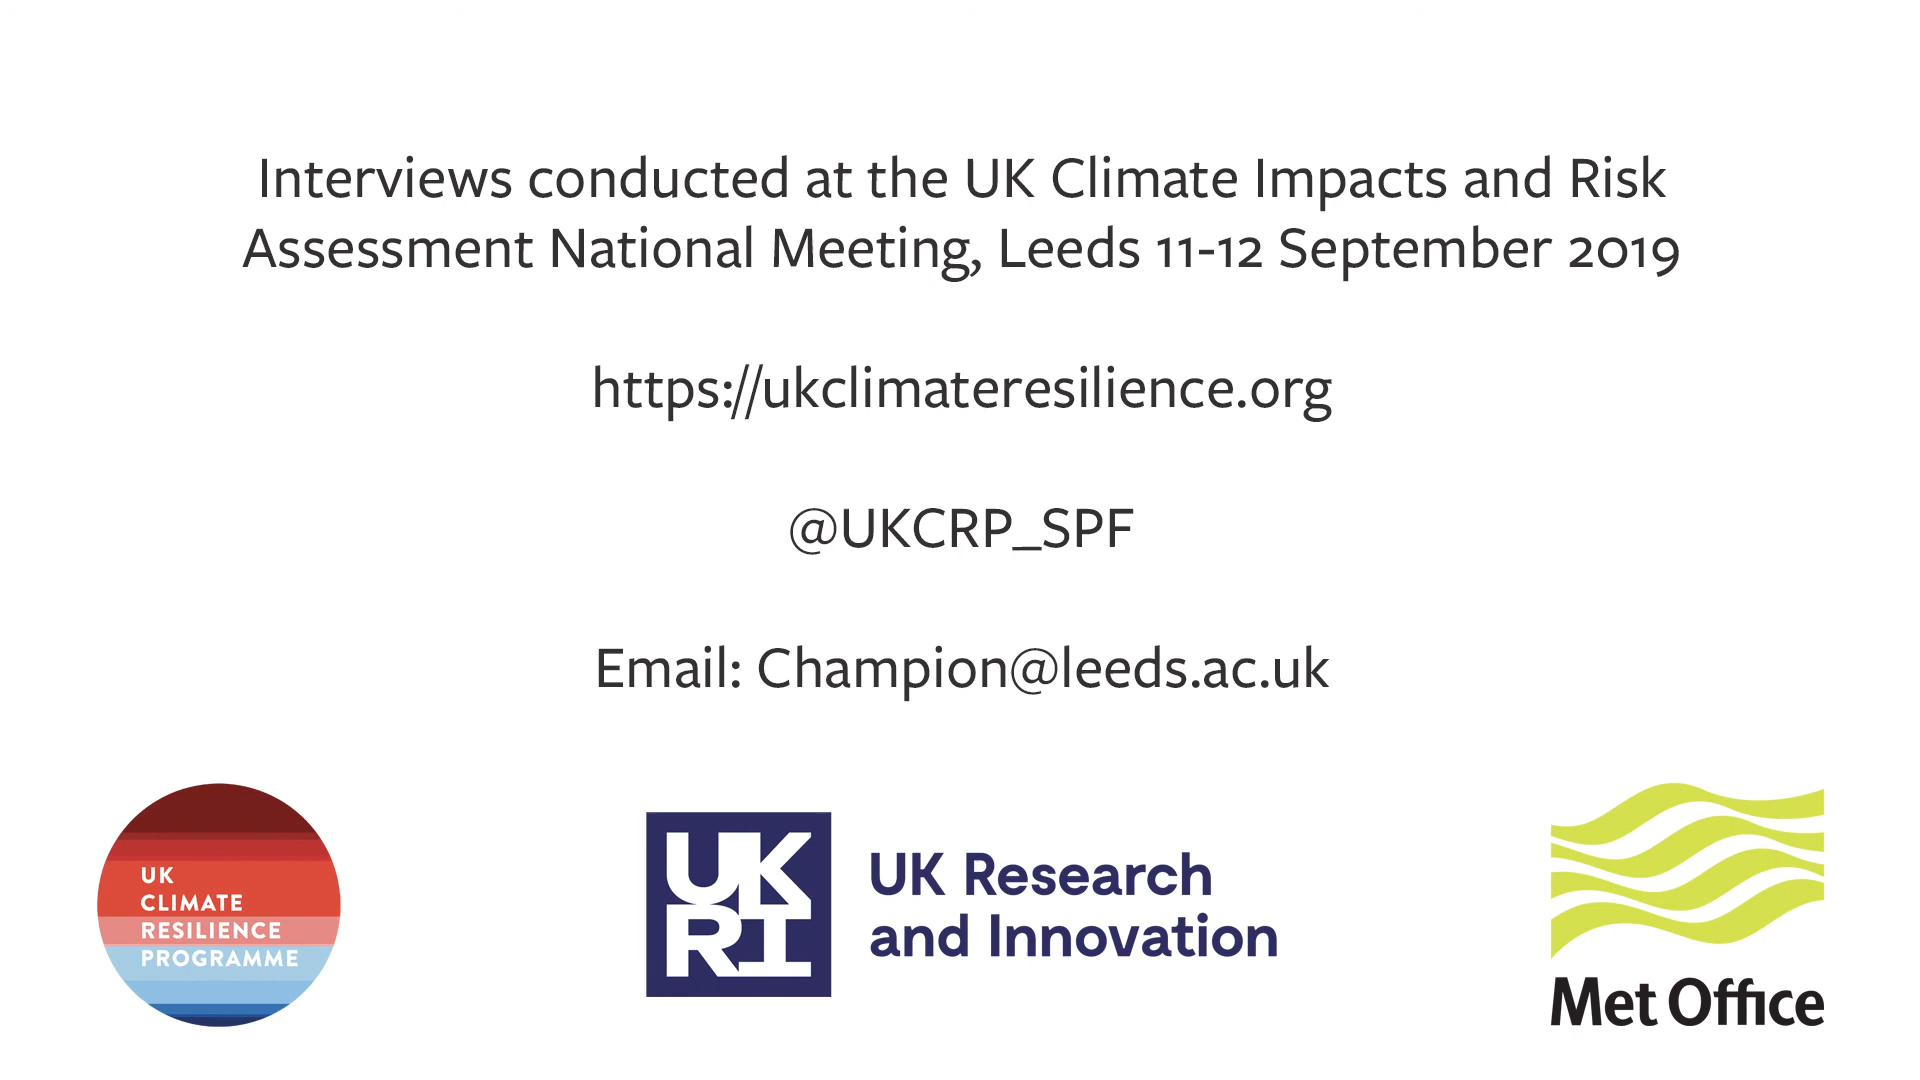 Interviews conducted at the UK Climate Impacts and Risk
Assessment National Meeting, Leeds 11-12 September 2019
https://ukclimateresilience.org
@UKCRP_SPF
Email: Champion@leeds.ac.uk
UK
CLIMATE
RESILIENCE
PROGRAMME
UK
RI
UK Research
and Innovation
Met Office